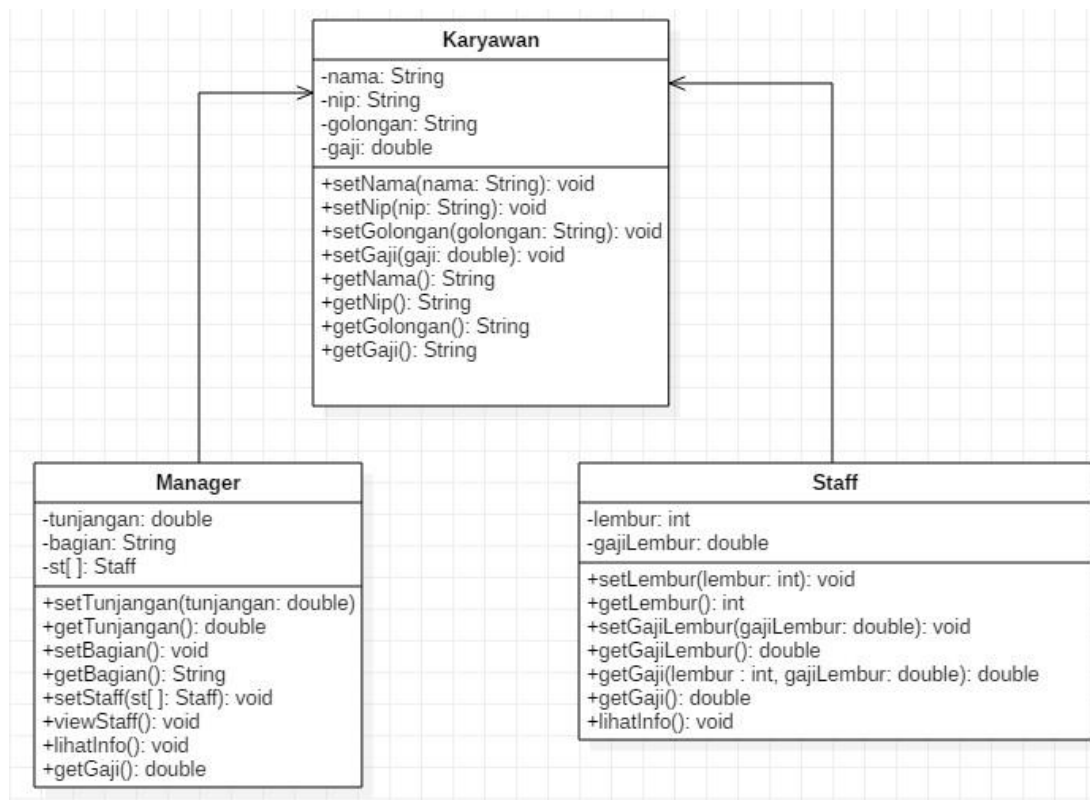 Karyawan
-nama: String
-nip: String
-golongan: String
-gaji: double
+setNama(nama: String): void
+setNip(nip: String): void
+setGolongan(golongan: String): void
+setGaji(gaji: double): void
+getNama(): String
+getNip(): String
+getGolongan(): String
+getGaji(): String
Manager
-tunjangan: double
-bagian: String
-st[ ]: Staff
+setTunjangan(tunjangan: double)
+getTunjangan(): double
+setBagian(): void
+getBagian(): String
+setStaff(st[ ]: Staff): void
+viewStaff(): void
+lihatInfo(): void
+getGaji(): double
Staff
-lembur: int
-gajiLembur: double
+setLembur(lembur: int): void
+getLembur(): int
+setGajiLembur(gajiLembur: double): void
+getGajiLembur(): double
+getGaji(lembur : int, gajiLembur: double): double
+getGaji(): double
+lihatInfo(): void